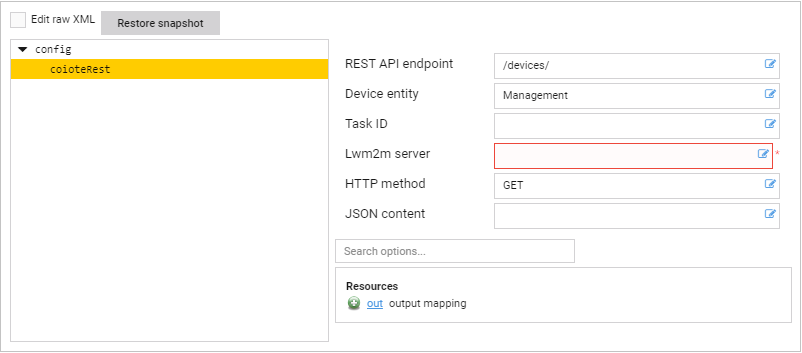 Edit raw XML
Restore snapshot
config
coioteRest
REST API endpoint
/devices/
Device entity
Management
Task ID
Lwm2m server
*
HTTP method
GET
JSON content
Search options...
Resources
out output mapping